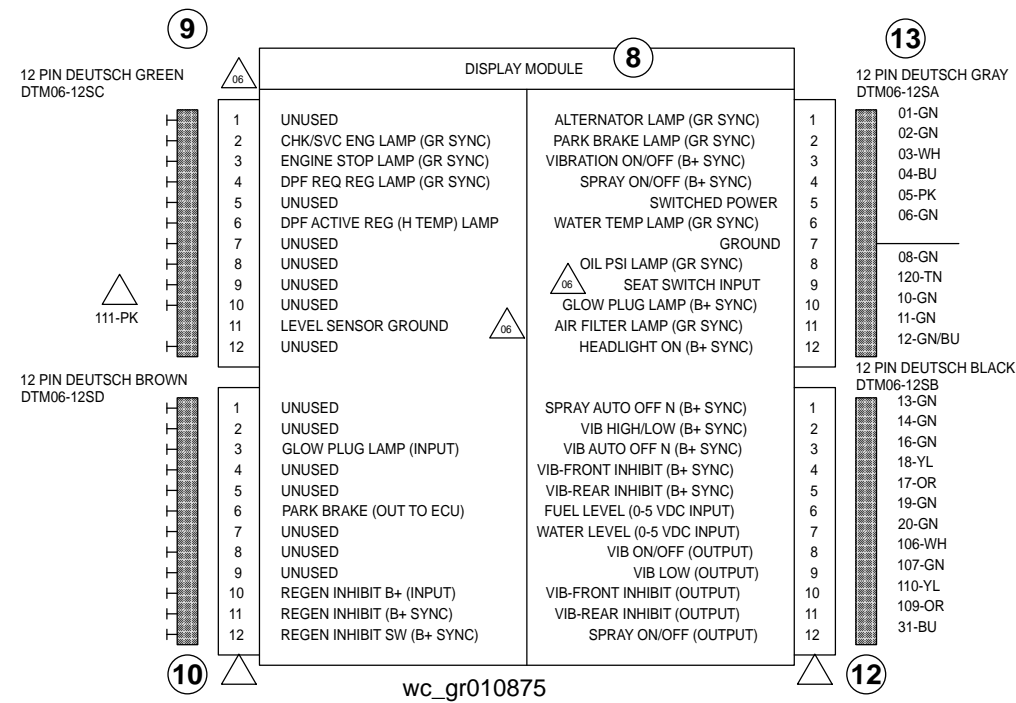 9
8
13
12 PIN DEUTSCH GREEN
DTM06-12SC
06
DISPLAY MODULE
12 PIN DEUTSCH GRAY
DTM06-12SA
1 UNUSED ALTERNATOR LAMP (GR SYNC) 1 01-GN
2 CHK/SVC ENG LAMP (GR SYNC) PARK BRAKE LAMP (GR SYNC) 2 02-GN
3 ENGINE STOP LAMP (GR SYNC) VIBRATION ON/OFF (B+ SYNC) 3 03-WH
4 DPF REQ REG LAMP (GR SYNC) SPRAY ON/OFF (B+ SYNC) 4 04-BU
5 UNUSED SWITCHED POWER 5 05-PK
6 DPF ACTIVE REG (H TEMP) LAMP WATER TEMP LAMP (GR SYNC) 6 06-GN
7 UNUSED GROUND 7
8 UNUSED OIL PSI LAMP (GR SYNC) 8 08-GN
9 UNUSED 06 SEAT SWITCH INPUT 9 120-TN
10 UNUSED GLOW PLUG LAMP (B+ SYNC) 10 10-GN
111-PK 11 LEVEL SENSOR GROUND 06 AIR FILTER LAMP (GR SYNC) 11 11-GN
12 UNUSED HEADLIGHT ON (B+ SYNC) 12 12-GN/BU
12 PIN DEUTSCH BROWN
DTM06-12SD
12 PIN DEUTSCH BLACK
DTM06-12SB
1 UNUSED SPRAY AUTO OFF N (B+ SYNC) 1 13-GN
2 UNUSED VIB HIGH/LOW (B+ SYNC) 2 14-GN
3 GLOW PLUG LAMP (INPUT) VIB AUTO OFF N (B+ SYNC) 3 16-GN
4 UNUSED VIB-FRONT INHIBIT (B+ SYNC) 4 18-YL
5 UNUSED VIB-REAR INHIBIT (B+ SYNC) 5 17-OR
6 PARK BRAKE (OUT TO ECU) FUEL LEVEL (0-5 VDC INPUT) 6 19-GN
7 UNUSED WATER LEVEL (0-5 VDC INPUT) 7 20-GN
8 UNUSED VIB ON/OFF (OUTPUT) 8 106-WH
9 UNUSED VIB LOW (OUTPUT) 9 107-GN
10 REGEN INHIBIT B+ (INPUT) VIB-FRONT INHIBIT (OUTPUT) 10 110-YL
11 REGEN INHIBIT (B+ SYNC) VIB-REAR INHIBIT (OUTPUT) 11 109-OR
12 REGEN INHIBIT SW (B+ SYNC) SPRAY ON/OFF (OUTPUT) 12 31-BU
10
12
wc_gr010875